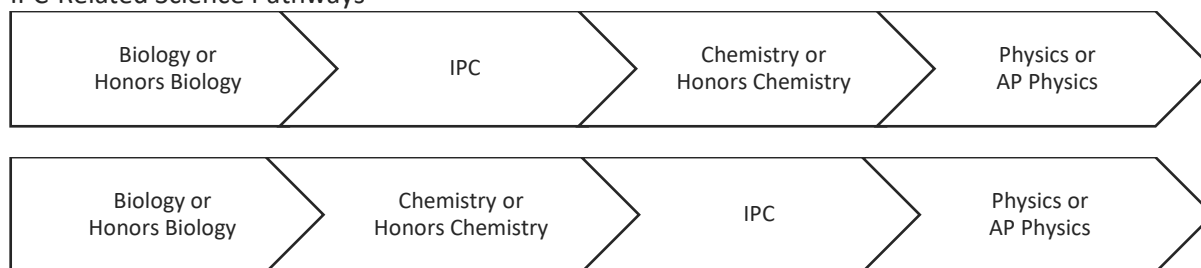 IPC-Related Science Pathways
Biology or
Honors Biology
IPC
Chemistry or
Honors Chemistry
Physics or
AP Physics
Biology or
Honors Biology
Chemistry or
Honors Chemistry
IPC
Physics or
AP Physics